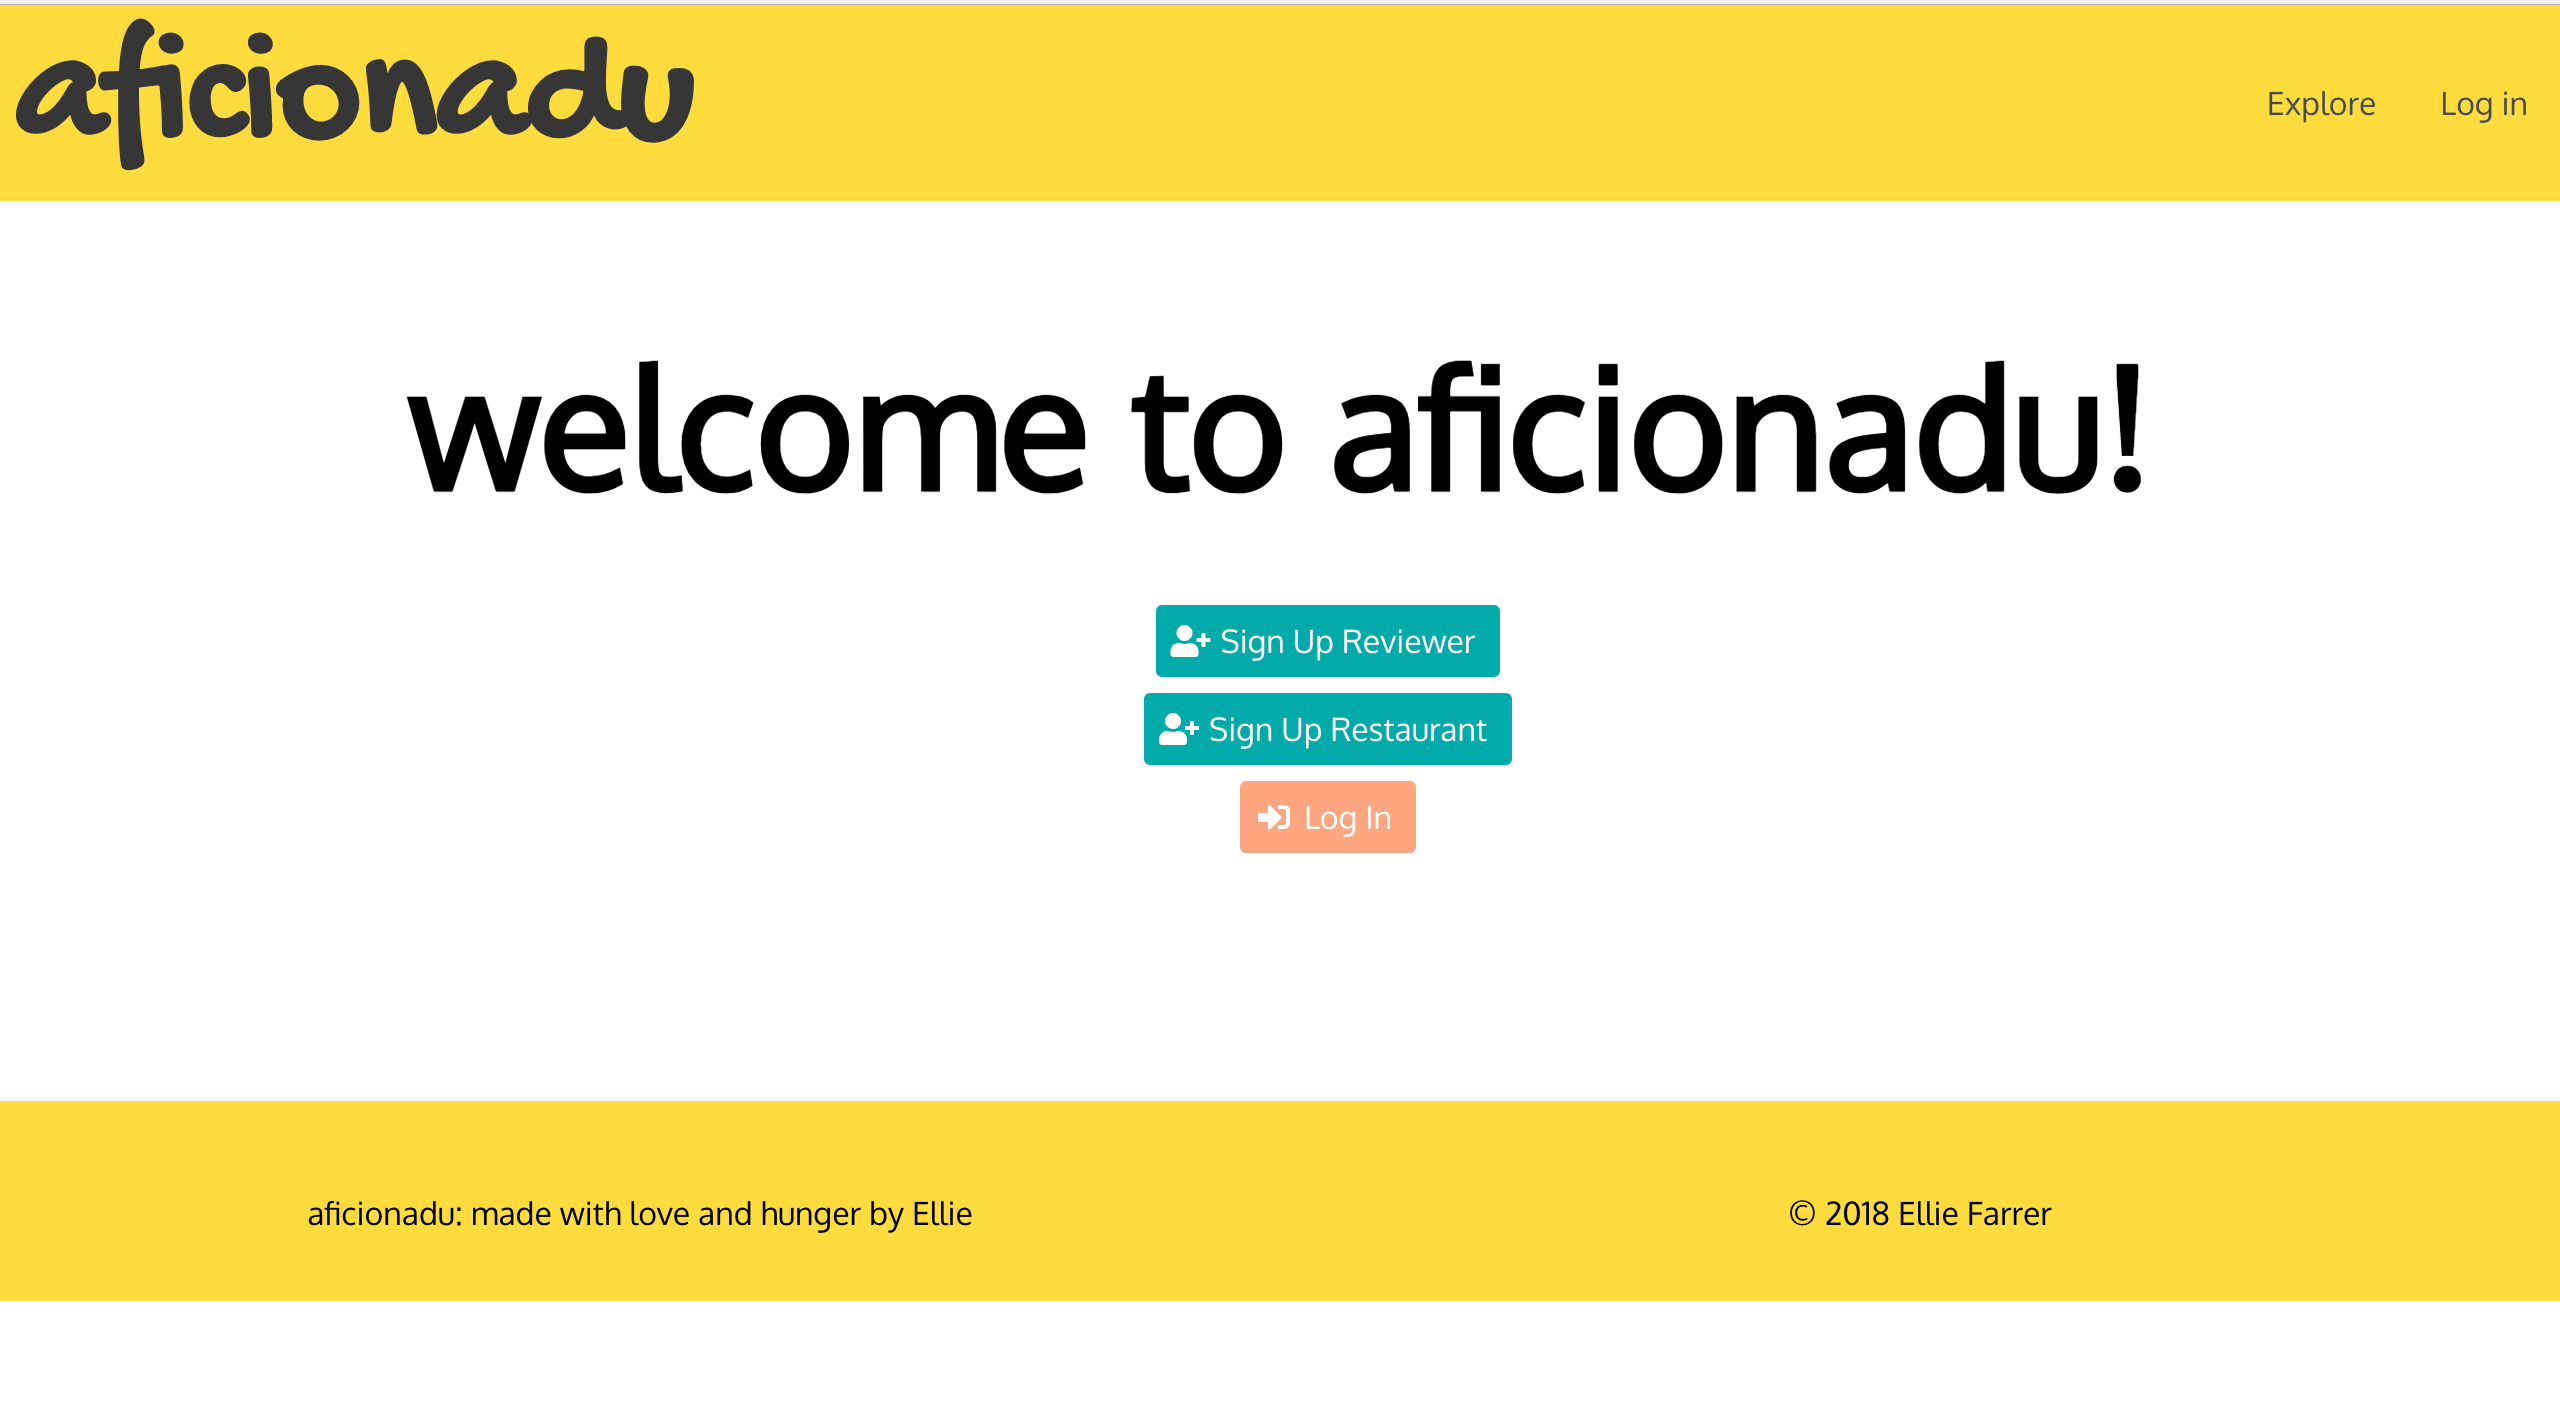 aficionadu
Explore Log in
welcome to aficionadu!
Sign Up Reviewer
Sign Up Restaurant
Log In
aficionadu: made with love and hunger by Ellie
© 2018 Ellie Farrer